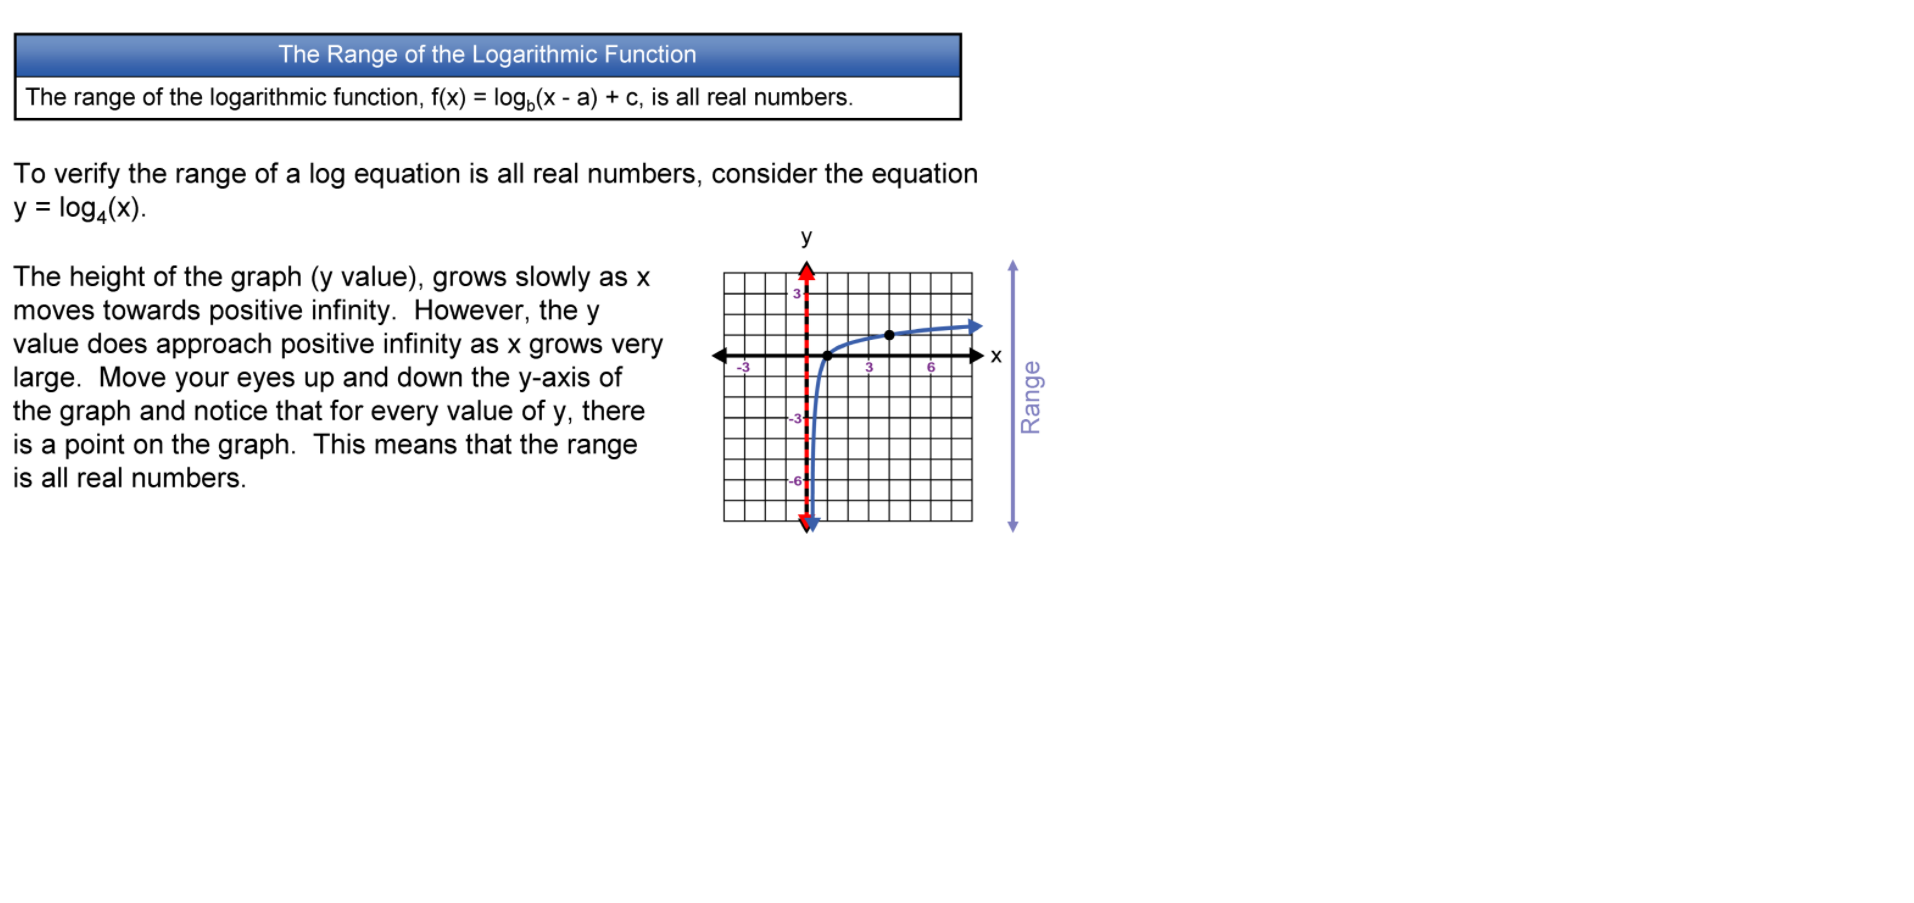 The Range of the Logarithmic Function
The range of the logarithmic function, f(x) = log_b(x - a) + c, is all real numbers.
To verify the range of a log equation is all real numbers, consider the equation
y = log₄(x).
The height of the graph (y value), grows slowly as x
moves towards positive infinity.  However, the y
value does approach positive infinity as x grows very
large.  Move your eyes up and down the y-axis of
the graph and notice that for every value of y, there
is a point on the graph.  This means that the range
is all real numbers.
y
3
x
-3 3 6
-3
-6
Range